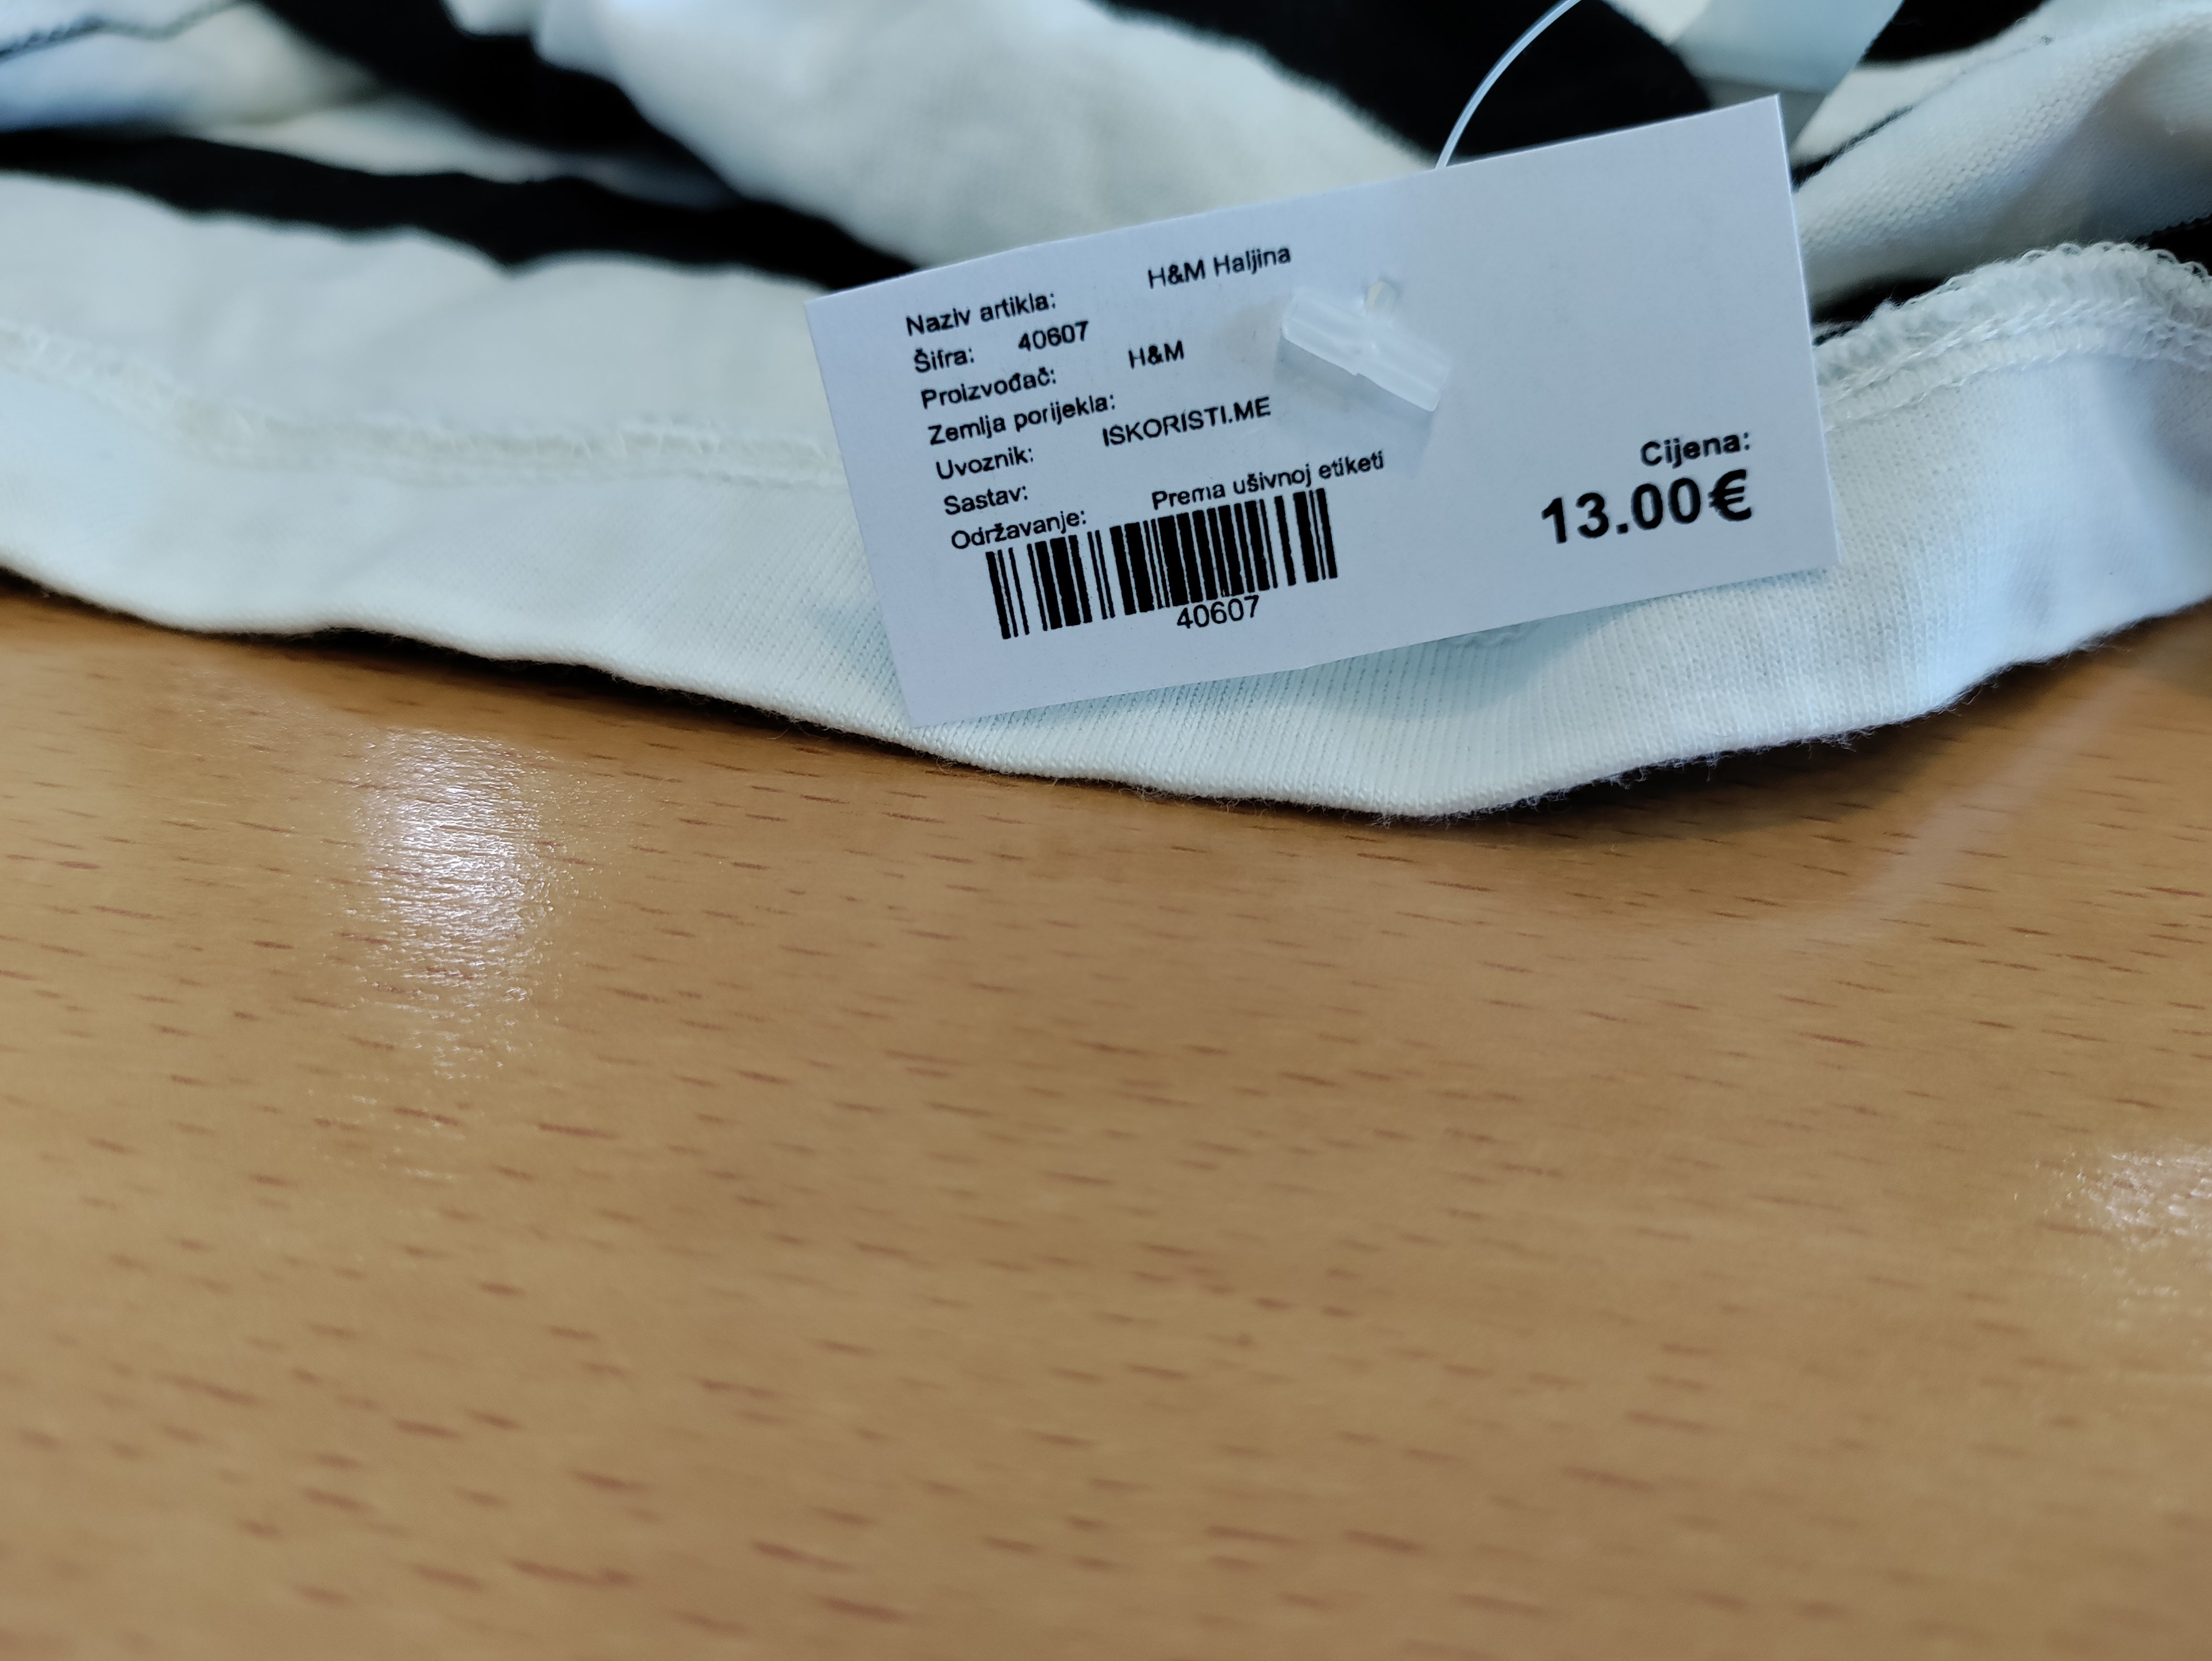 Naziv artikla: H&M Haljina
Šifra: 40607
Proizvođač: H&M
Zemlja porijekla:
Uvoznik: ISKORISTI.ME
Sastav:
Održavanje: Prema ušivnoj etiketi
40607
Cijena:
13.00€